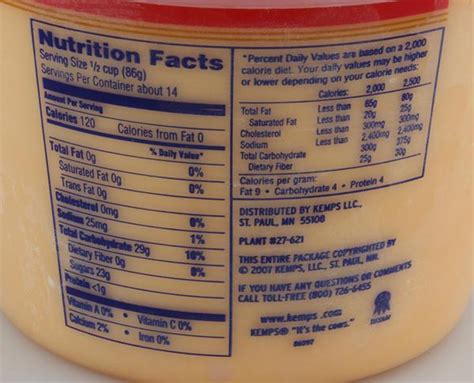 Nutrition Facts
Serving Size 1/2 cup (86g)
Servings Per Container about 14
Amount Per Serving
Calories 120 Calories from Fat 0
% Daily Value*
Total Fat 0g 0%
Saturated Fat 0g 0%
Trans Fat 0g
Cholesterol 0mg 0%
Sodium 25mg 1%
Total Carbohydrate 29g 10%
Dietary Fiber 0g 0%
Sugars 23g
Protein <1g
Vitamin A 0% • Vitamin C 0%
Calcium 2% • Iron 0%
*Percent Daily Values are based on a 2,000
calorie diet. Your daily values may be higher
or lower depending on your calorie needs:
Calories: 2,000 2,500
Total Fat Less than 65g 80g
Saturated Fat Less than 20g 25g
Cholesterol Less than 300mg 300mg
Sodium Less than 2,400mg 2,400mg
Total Carbohydrate 300g 375g
Dietary Fiber 25g 30g
Calories per gram:
Fat 9 • Carbohydrate 4 • Protein 4
DISTRIBUTED BY KEMPS LLC.,
ST. PAUL, MN 55108
PLANT #27-621
THIS ENTIRE PACKAGE COPYRIGHTED BY
© 2007 KEMPS, LLC., ST. PAUL, MN.
IF YOU HAVE ANY QUESTIONS OR COMMENTS
CALL TOLL-FREE (800) 726-6455
www.kemps.com
KEMPS® "It's the cows."